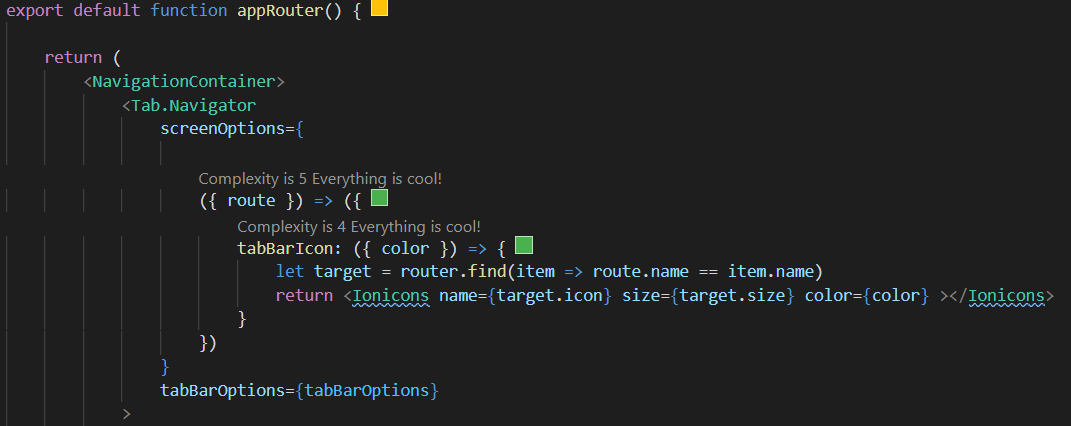 export default function appRouter() {
return (
<NavigationContainer>
<Tab.Navigator
screenOptions={
Complexity is 5 Everything is cool!
({ route }) => ({
Complexity is 4 Everything is cool!
tabBarIcon: ({ color }) => {
let target = router.find(item => route.name == item.name)
return <Ionicons name={target.icon} size={target.size} color={color} ></Ionicons>
}
})
}
tabBarOptions={tabBarOptions}
>